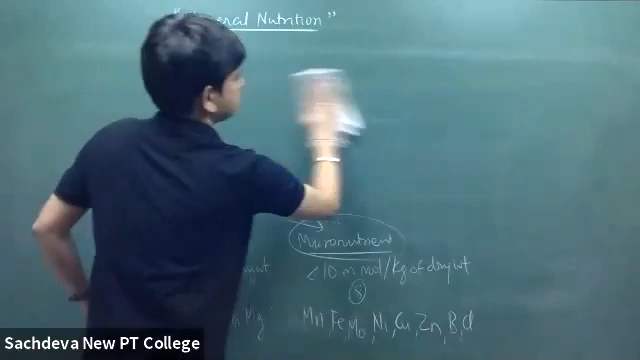 Nutrition"
Micronutrient
<10 m mol/Kg of dry wt
8
Mg Mn, Fe, Mo, Ni, Cu, Zn, B, Cl
Sachdeva New PT College